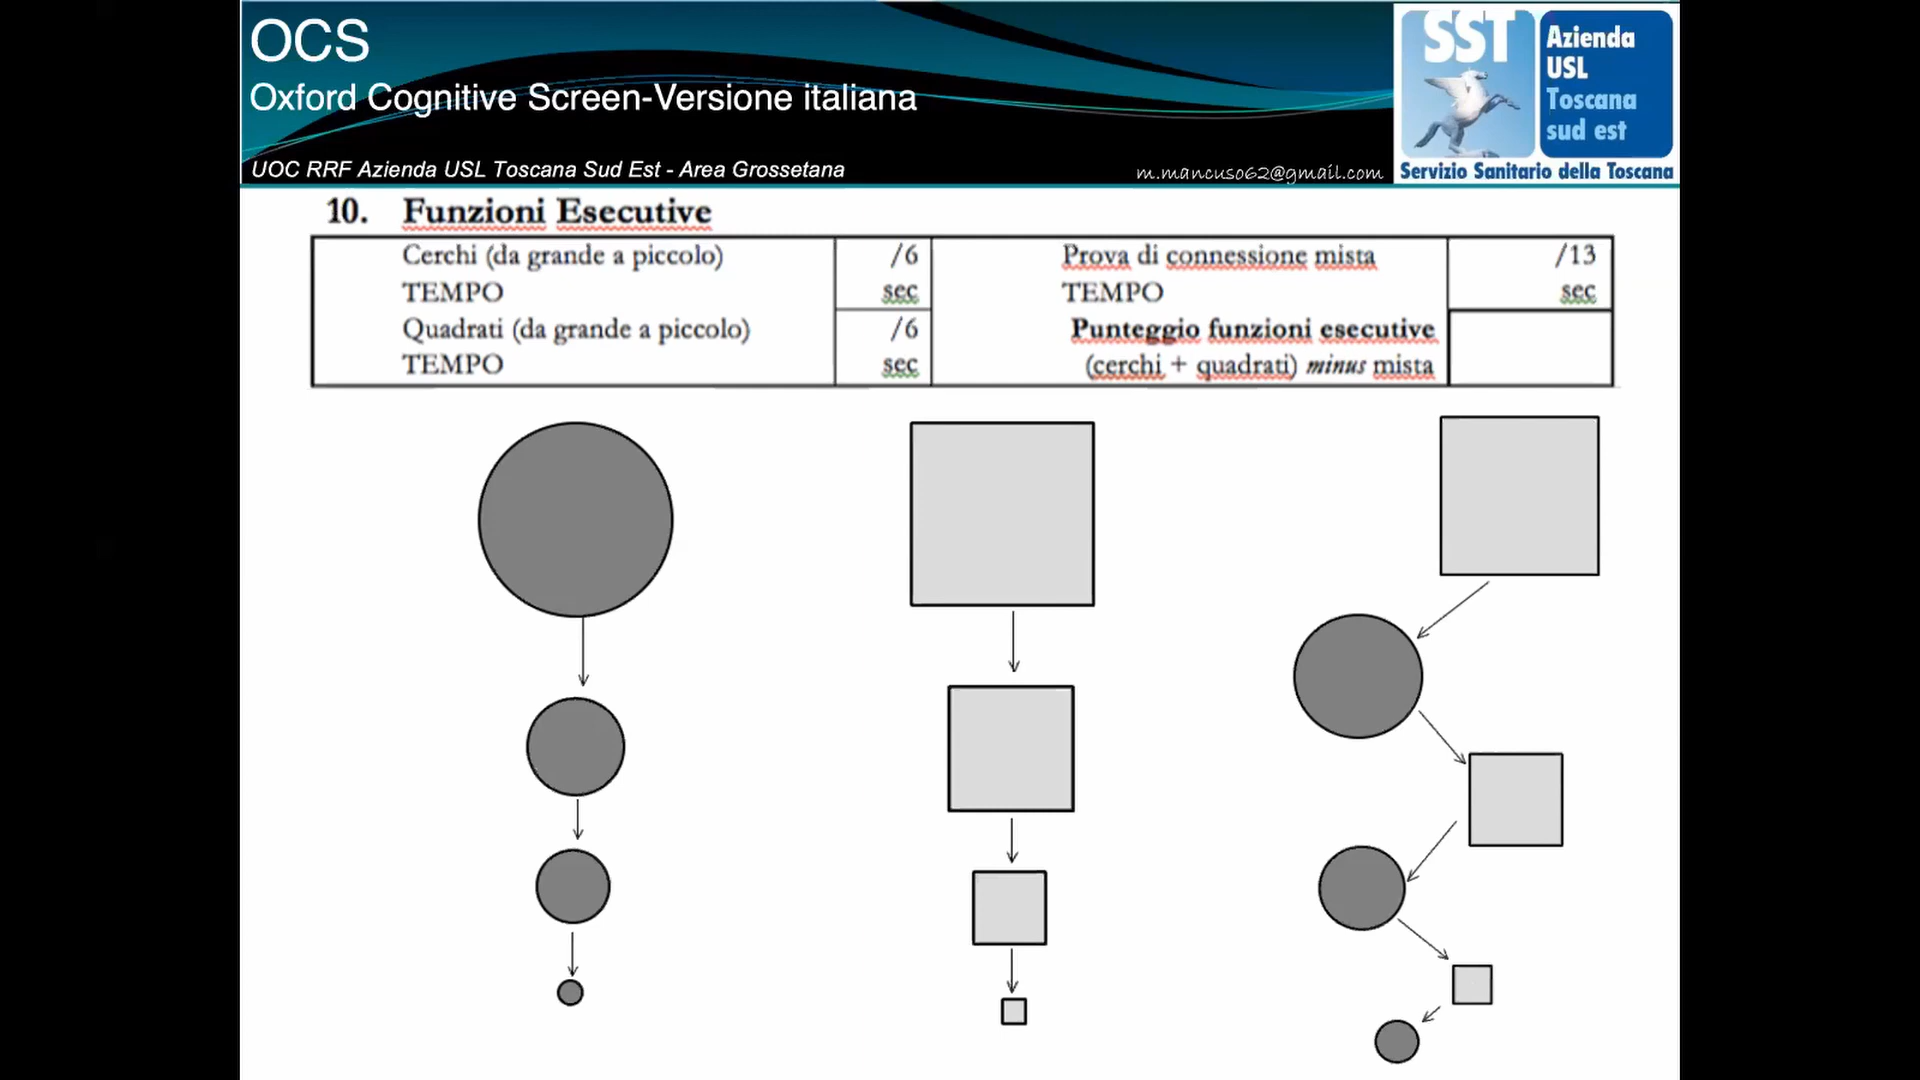 OCS
Oxford Cognitive Screen-Versione italiana
UOC RRF Azienda USL Toscana Sud Est - Area Grossetana
m.mancuso62@gmail.com
SST
Azienda
USL
Toscana
sud est
Servizio Sanitario della Toscana
10. Funzioni Esecutive
Cerchi (da grande a piccolo) /6
TEMPO sec
Quadrati (da grande a piccolo) /6
TEMPO sec
Prova di connessione mista /13
TEMPO sec
Punteggio funzioni esecutive
(cerchi + quadrati) minus mista